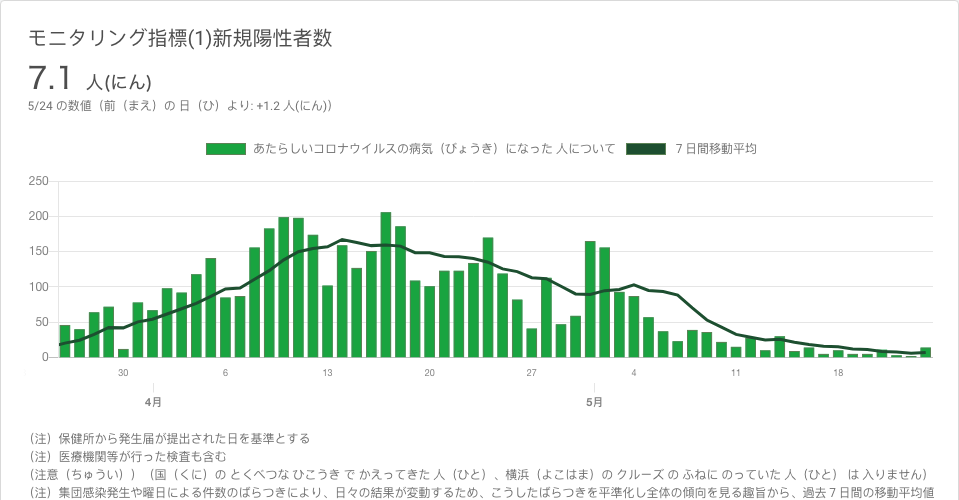 モニタリング指標(1)新規陽性者数
7.1 人(にん)
5/24 の数値（前（まえ）の 日（ひ）より: +1.2 人(にん)）
あたらしいコロナウイルスの病気（びょうき）になった 人について 7 日間移動平均
250
200
150
100
50
0
30 6 13 20 27 4 11 18
4月 5月
（注）保健所から発生届が提出された日を基準とする
（注）医療機関等が行った検査も含む
（注意（ちゅうい））（国（くに）の とくべつな ひこうき で かえってきた 人（ひと）、横浜（よこはま）の クルーズ の ふねに のっていた 人（ひと） は 入りません）
（注）集団感染発生や曜日による件数のばらつきにより、日々の結果が変動するため、こうしたばらつきを平準化し全体の傾向を見る趣旨から、過去７日間の移動平均値